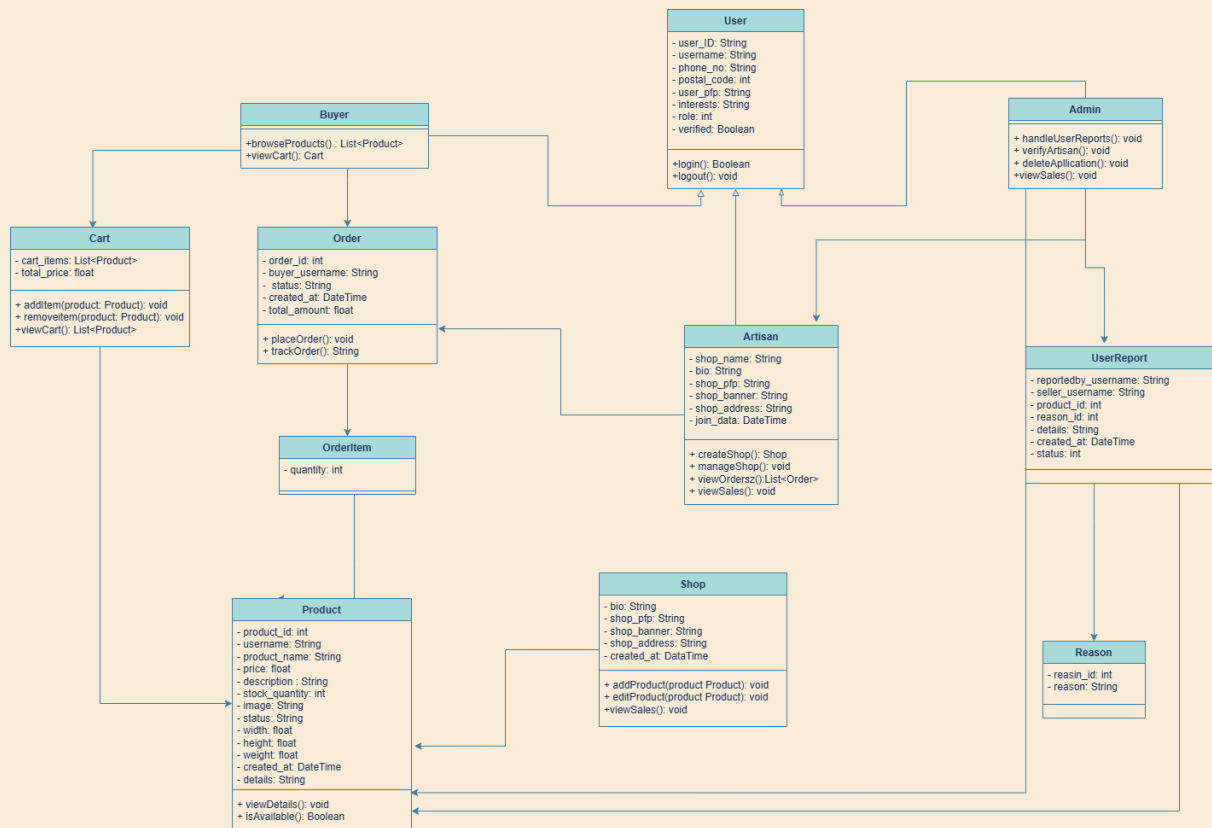 User
- user_ID: String
- username: String
- phone_no: String
- postal_code: int
- user_pfp: String
- interests: String
- role: int
- verified: Boolean
+login(): Boolean
+logout(): void
Buyer
+browseProducts() : List<Product>
+viewCart(): Cart
Admin
+ handleUserReports(): void
+ verifyArtisan(): void
+ deleteApllication(): void
+viewSales(): void
Cart
- cart_items: List<Product>
- total_price: float
+ addItem(product: Product): void
+ removeitem(product: Product): void
+viewCart(): List<Product>
Order
- order_id: int
- buyer_username: String
- status: String
- created_at: DateTime
- total_amount: float
+ placeOrder(): void
+ trackOrder(): String
Artisan
- shop_name: String
- bio: String
- shop_pfp: String
- shop_banner: String
- shop_address: String
- join_data: DateTime
+ createShop(): Shop
+ manageShop(): void
+ viewOrdersz():List<Order>
+ viewSales(): void
UserReport
- reportedby_username: String
- seller_username: String
- product_id: int
- reason_id: int
- details: String
- created_at: DateTime
- status: int
OrderItem
- quantity: int
Product
- product_id: int
- username: String
- product_name: String
- price: float
- description : String
- stock_quantity: int
- image: String
- status: String
- width: float
- height: float
- weight: float
- created_at: DateTime
- details: String
+ viewDetails(): void
+ isAvailable(): Boolean
Shop
- bio: String
- shop_pfp: String
- shop_banner: String
- shop_address: String
- created_at: DataTime
+ addProduct(product Product): void
+ editProduct(product Product): void
+viewSales(): void
Reason
- reasin_id: int
- reason: String